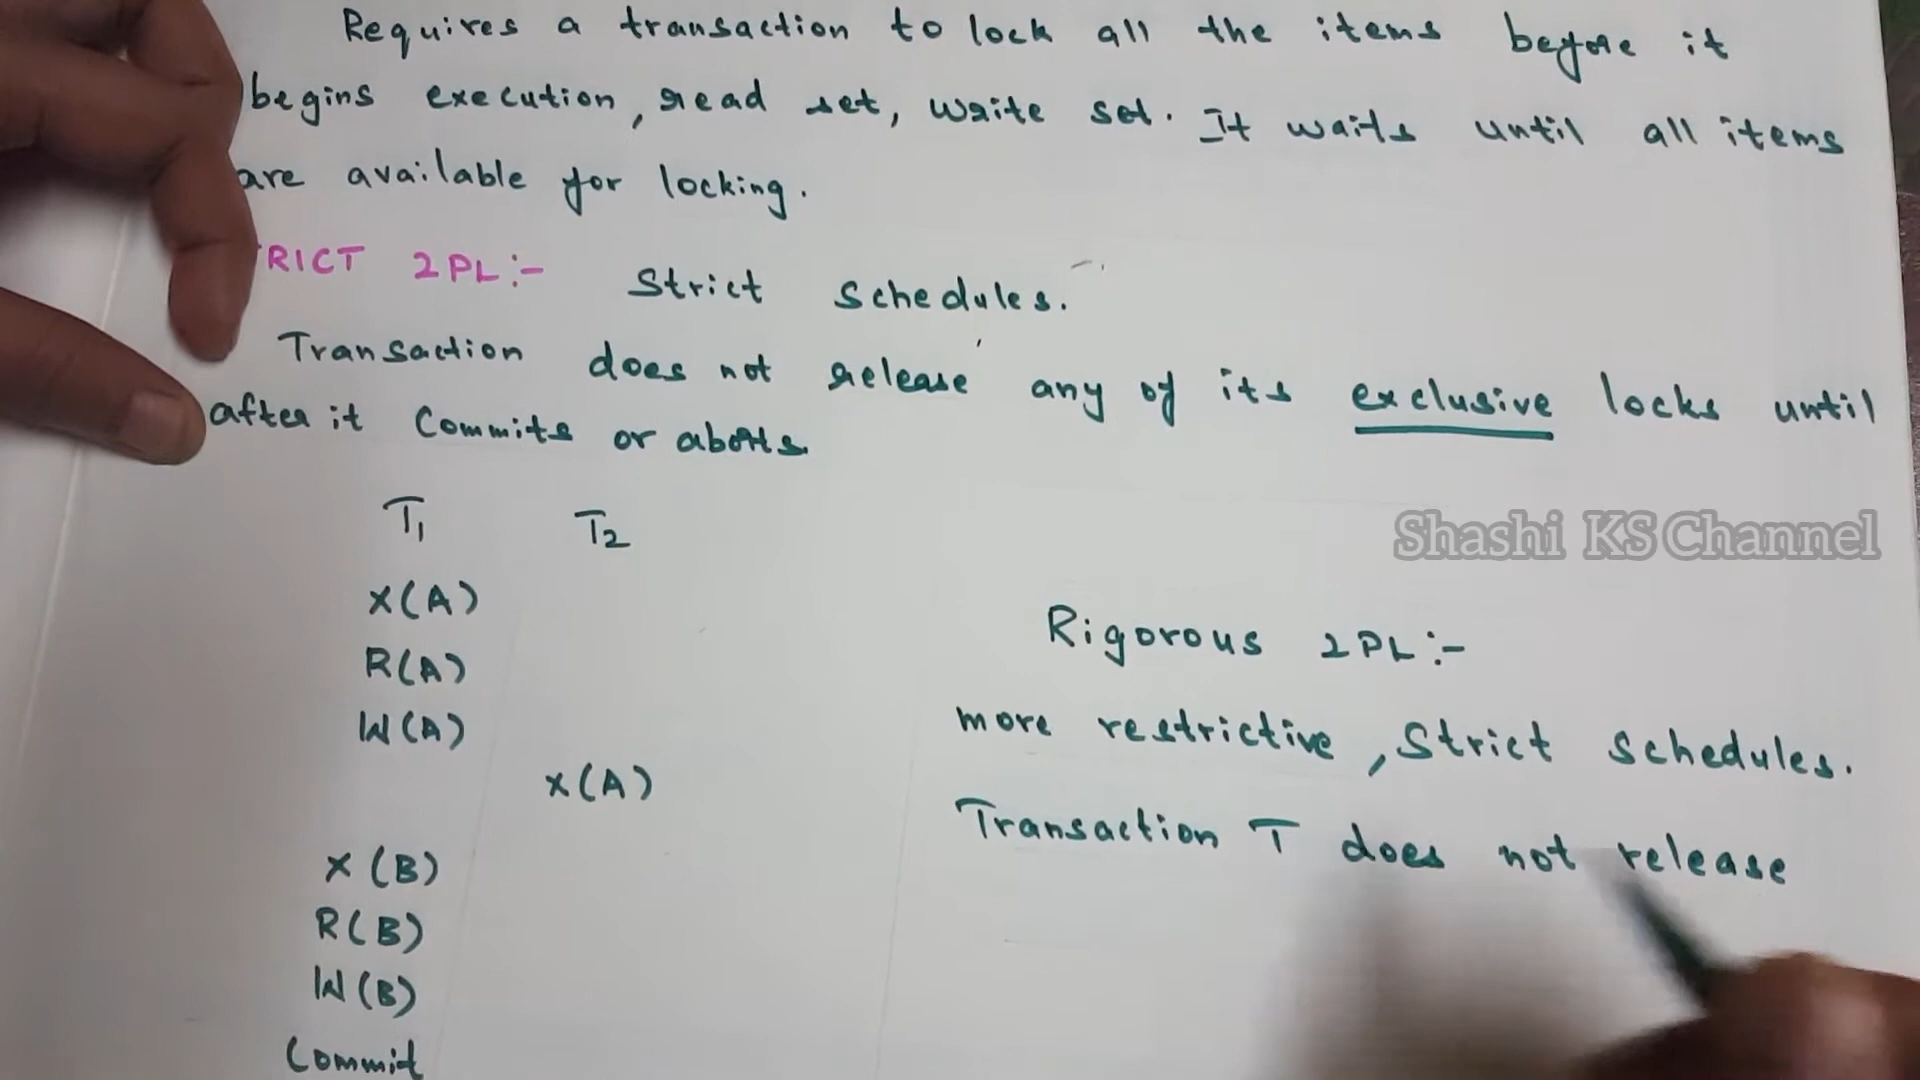 Requires a transaction to lock all the items before it
begins execution, read set, write set. It waits until all items
are available for locking.
TRICT 2PL:- Strict schedules.
Transaction does not release any of its exclusive locks until
after it Commits or aborts.
T1 T2
X(A)
R(A)
W(A)
X(A)
X(B)
R(B)
W(B)
Commit
Shashi KS Channel
Rigorous 2PL:-
more restrictive, Strict schedules.
Transaction T does not release